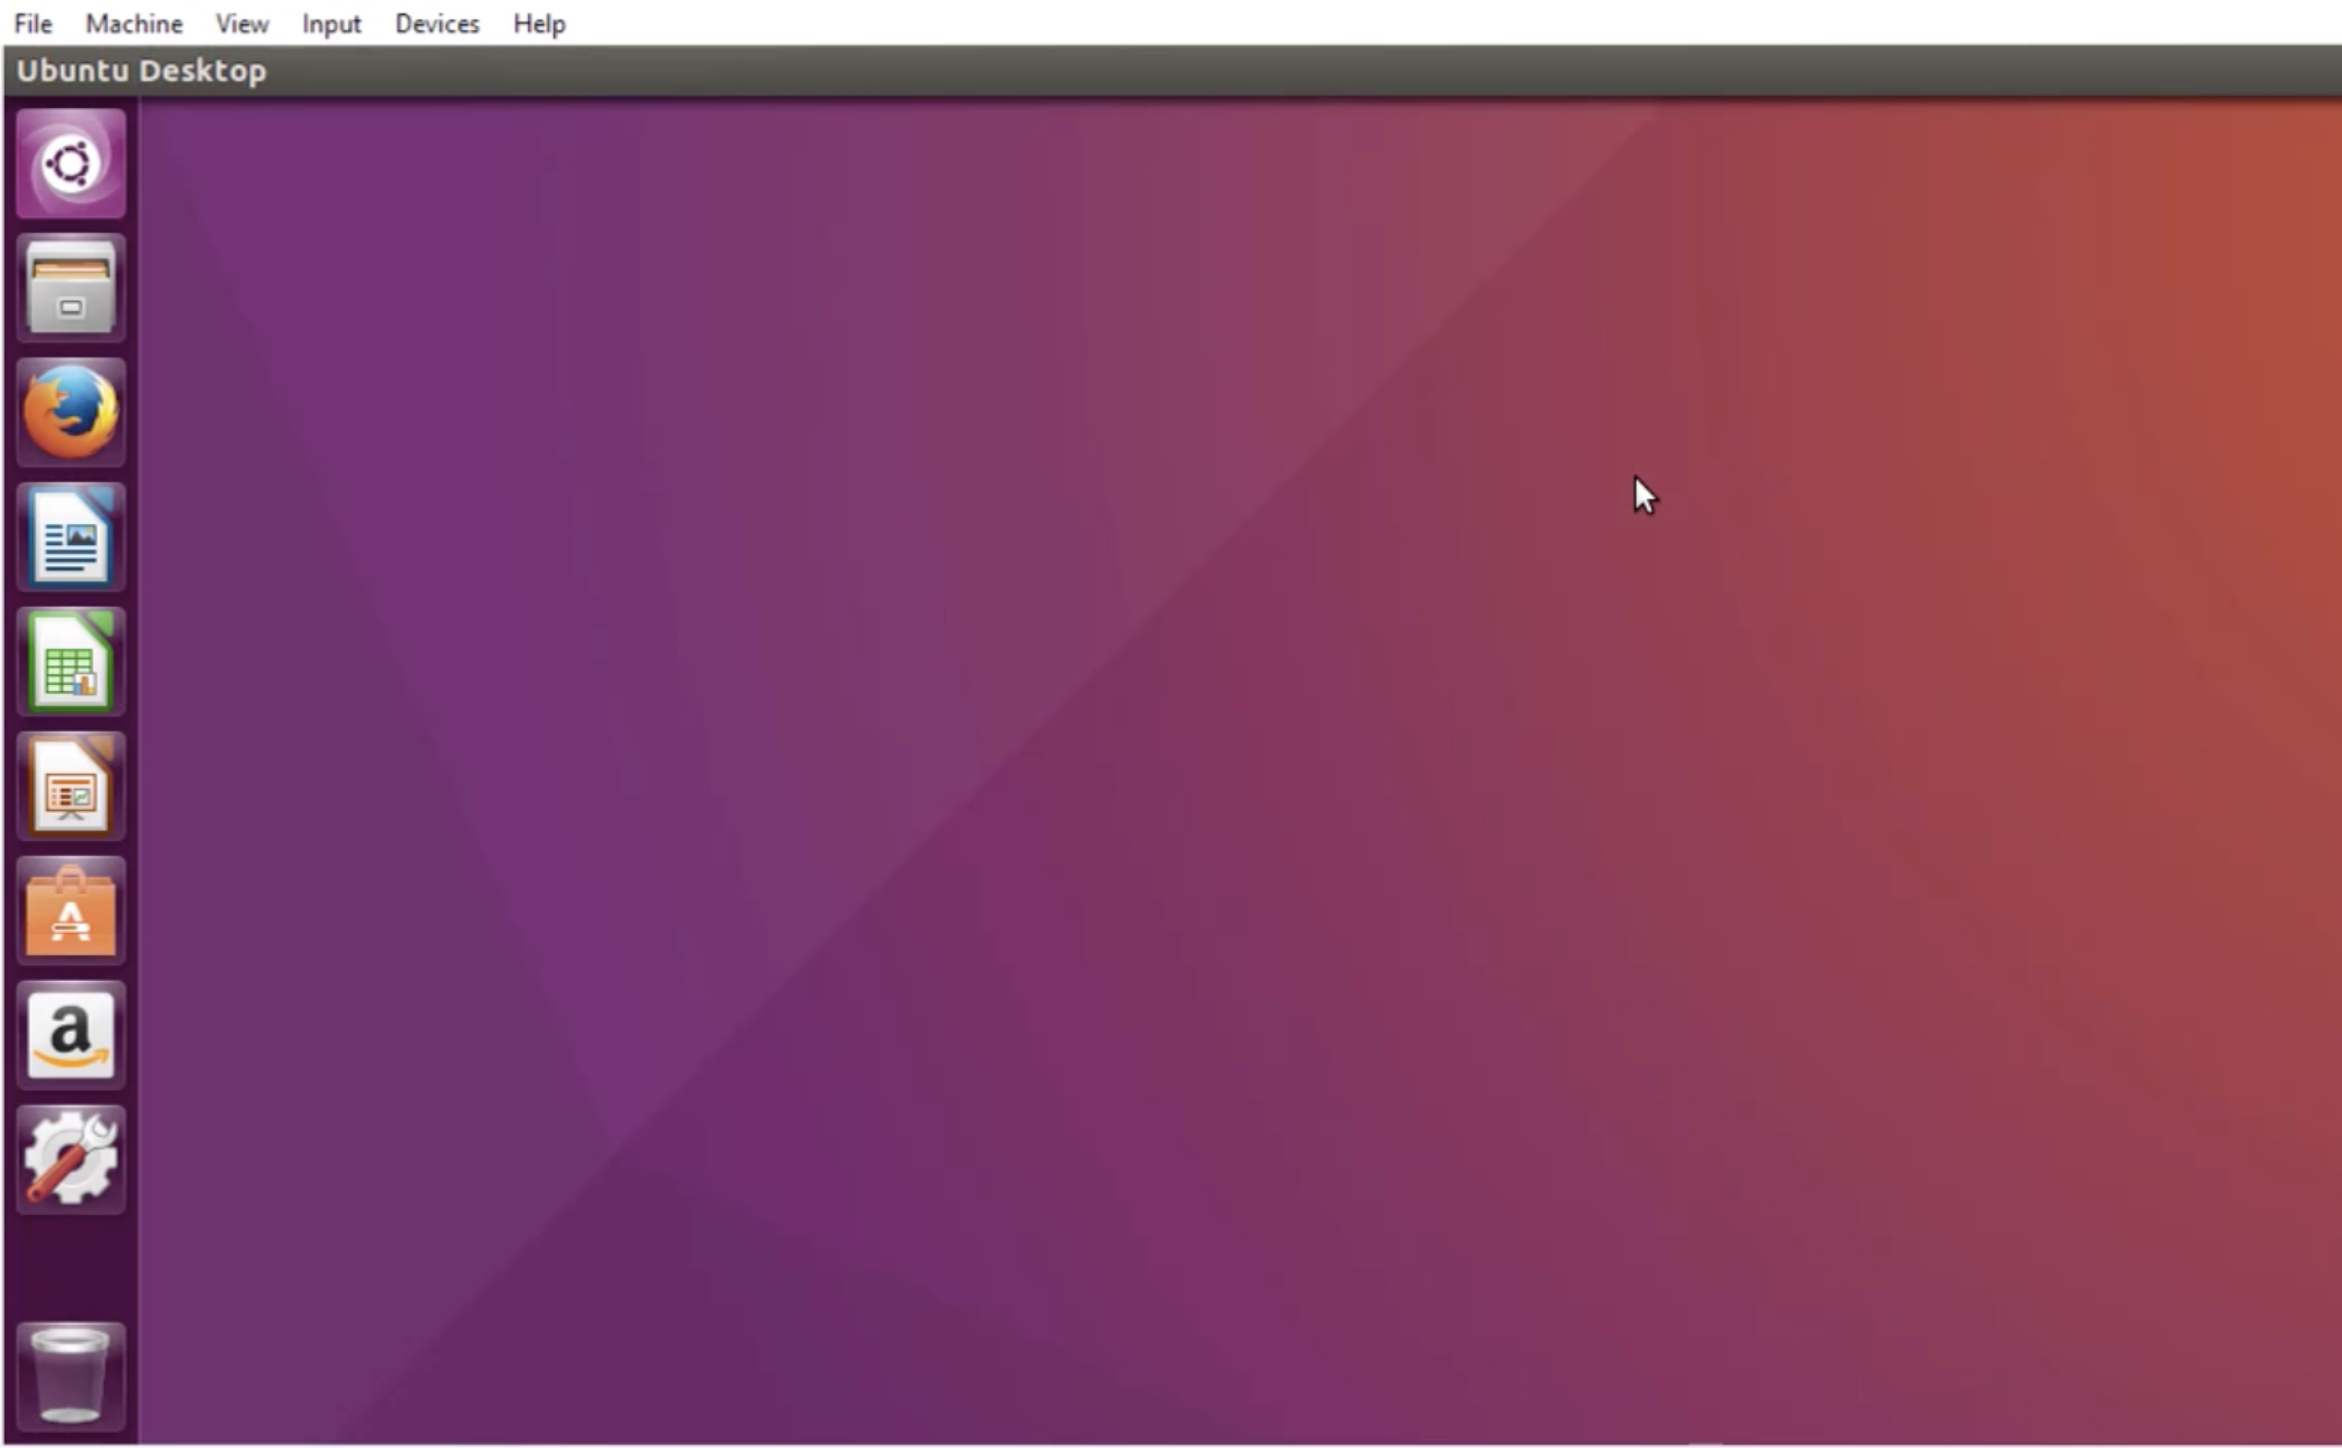 File Machine View Input Devices Help
Ubuntu Desktop
A
a